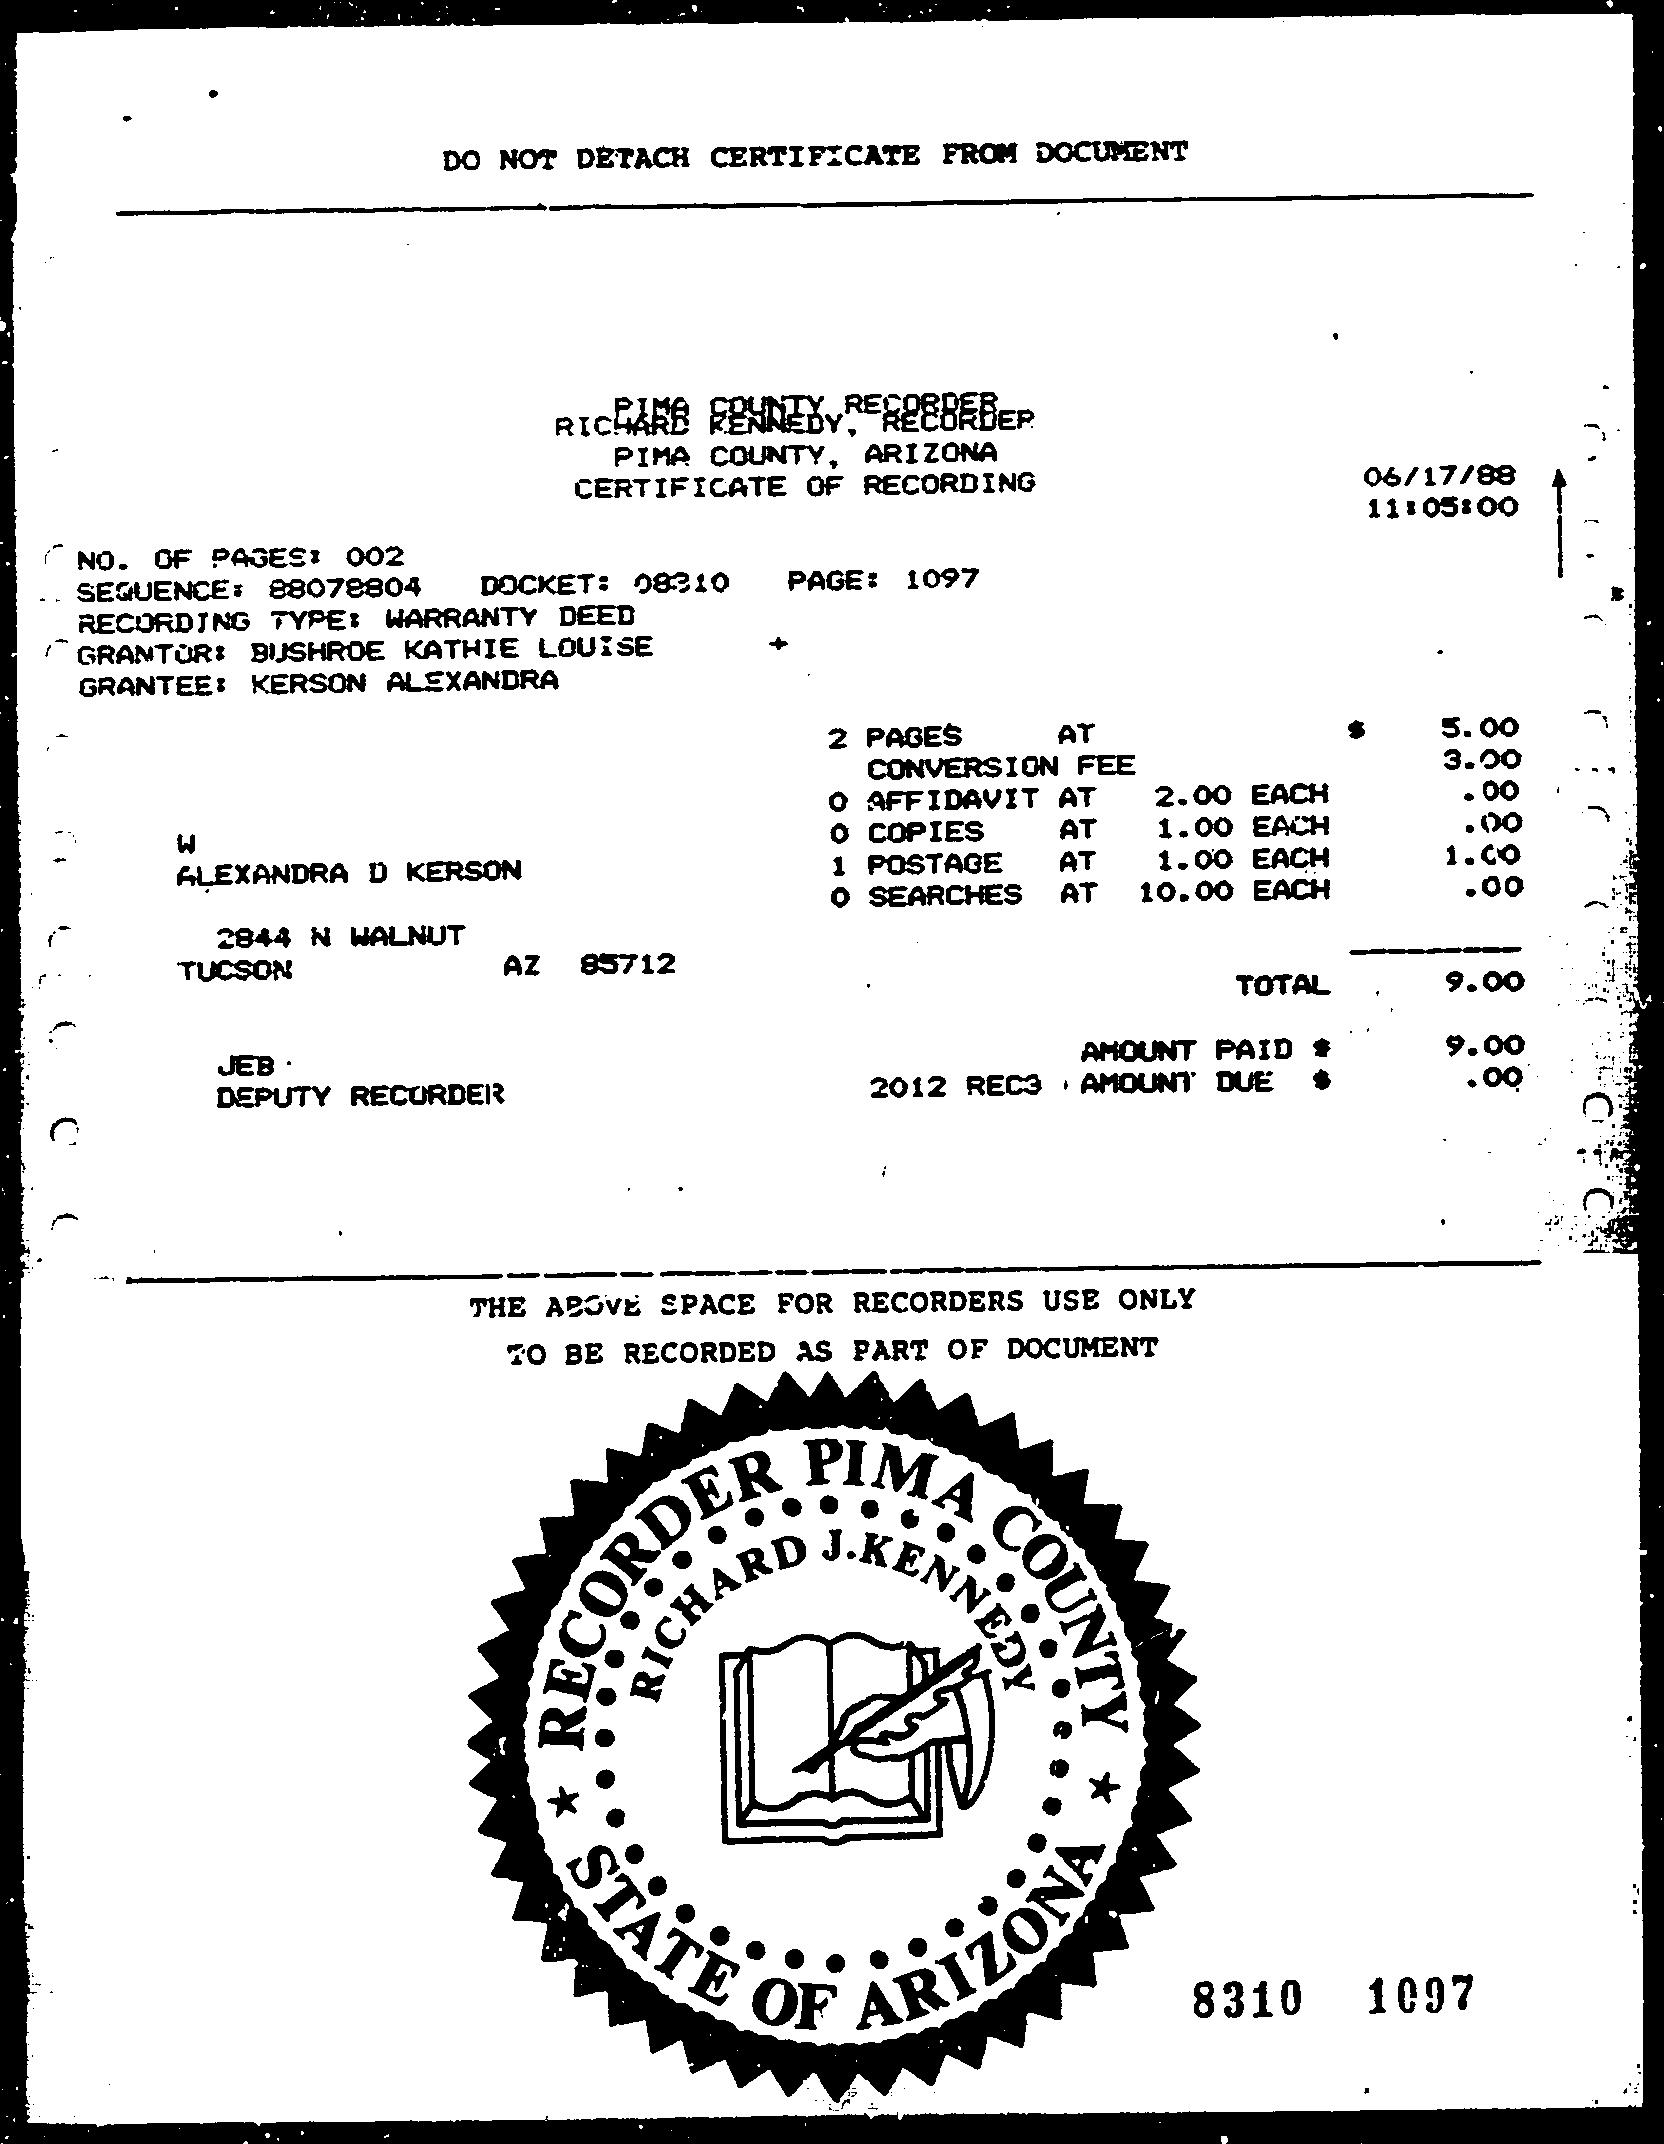 DO NOT DETACH CERTIFICATE FROM DOCUMENT
PIMA COUNTY RECORDER
RICHARD KENNEDY, RECORDER
PIMA COUNTY, ARIZONA
CERTIFICATE OF RECORDING
06/17/88
11:05:00
NO. OF PAGES: 002
SEQUENCE: 88078804 DOCKET: 08310 PAGE: 1097
RECORDING TYPE: WARRANTY DEED
GRANTOR: BUSHROE KATHIE LOUISE +
GRANTEE: KERSON ALEXANDRA
2 PAGES AT $ 5.00
CONVERSION FEE 3.00
0 AFFIDAVIT AT 2.00 EACH .00
0 COPIES AT 1.00 EACH .00
1 POSTAGE AT 1.00 EACH 1.00
0 SEARCHES AT 10.00 EACH .00
W
ALEXANDRA D KERSON
2844 N WALNUT
TUCSON AZ 85712
TOTAL 9.00
AMOUNT PAID $ 9.00
2012 REC3 AMOUNT DUE $ .00
JEB
DEPUTY RECORDER
THE ABOVE SPACE FOR RECORDERS USE ONLY
TO BE RECORDED AS PART OF DOCUMENT
RECORDER PIMA COUNTY
RICHARD J. KENNEDY
★ STATE OF ARIZONA ★
8310 1097